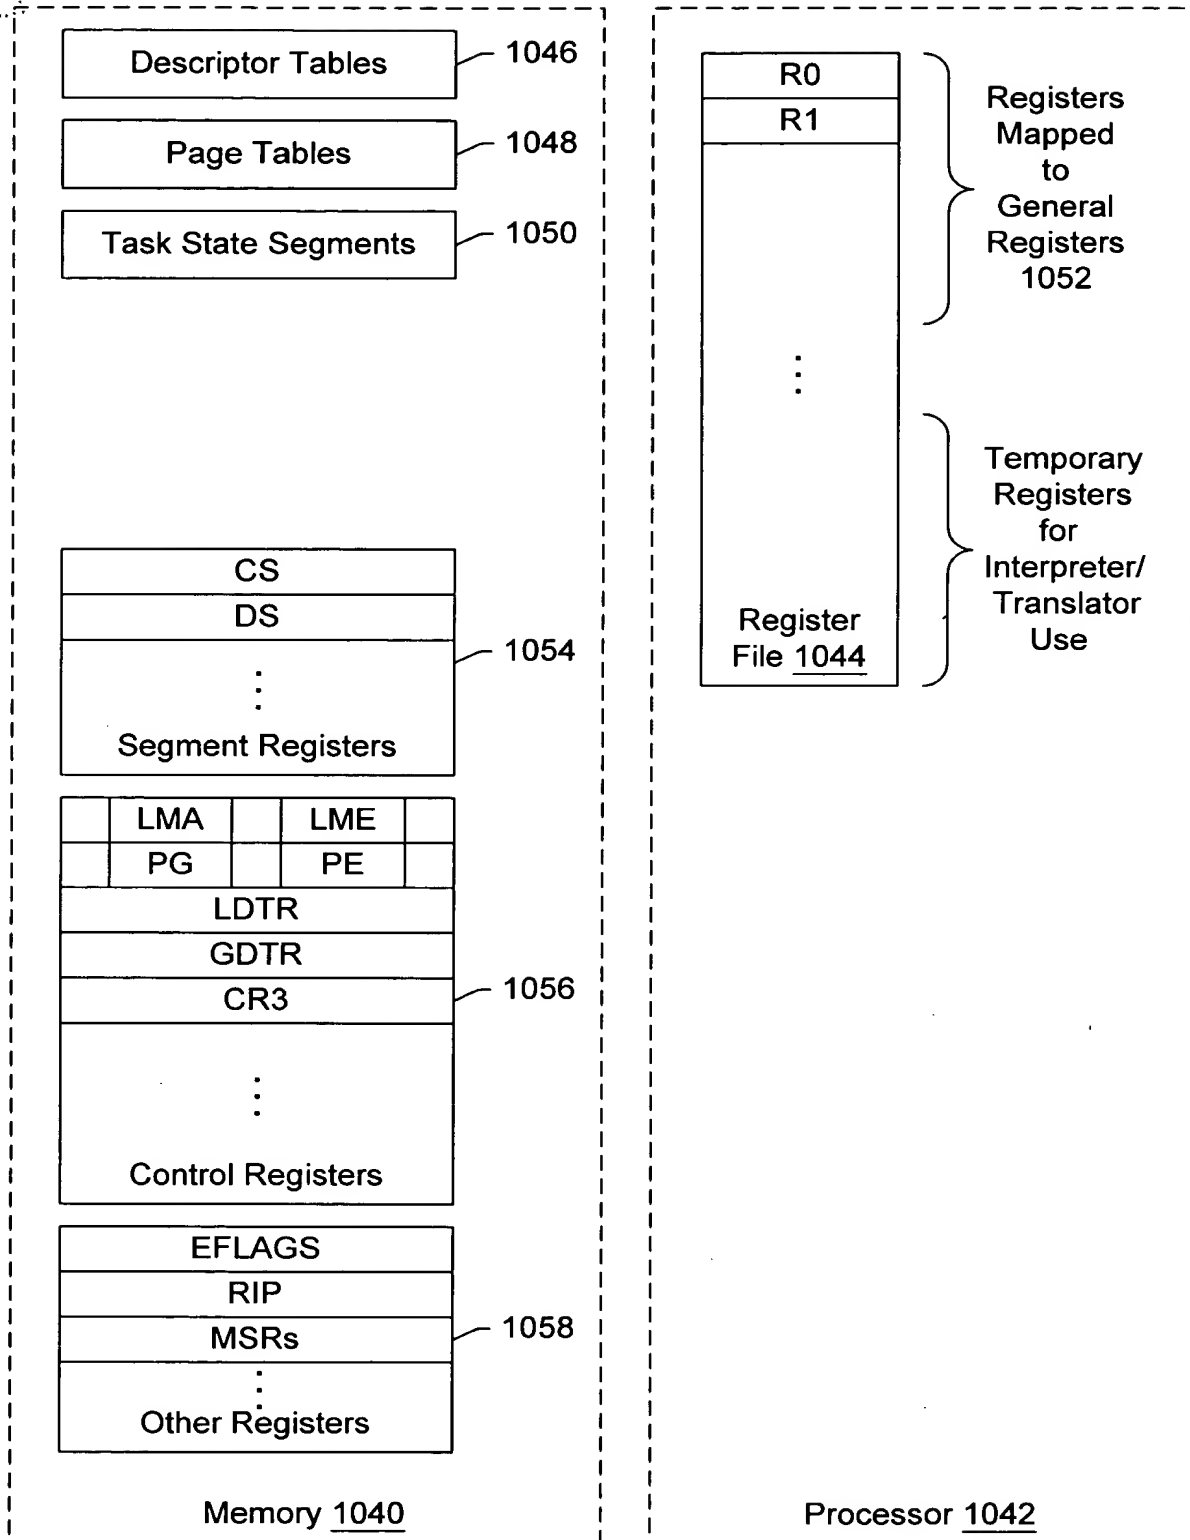 Descriptor Tables
1046
Page Tables
1048
Task State Segments
1050
CS
DS
1054
Segment Registers
LMA
LME
PG
PE
LDTR
GDTR
CR3
1056
Control Registers
EFLAGS
RIP
MSRs
1058
Other Registers
Memory 1040
R0
R1
Registers
Mapped
to
General
Registers
1052
Temporary
Registers
for
Interpreter/
Translator
Use
Register
File 1044
Processor 1042